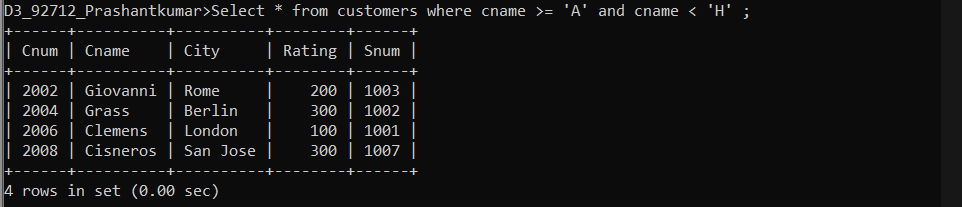 D3_92712_Prashantkumar>Select * from customers where cname >= 'A' and cname < 'H' ;
+------+----------+----------+--------+------+
| Cnum | Cname    | City     | Rating | Snum |
+------+----------+----------+--------+------+
| 2002 | Giovanni | Rome     |    200 | 1003 |
| 2004 | Grass    | Berlin   |    300 | 1002 |
| 2006 | Clemens  | London   |    100 | 1001 |
| 2008 | Cisneros | San Jose |    300 | 1007 |
+------+----------+----------+--------+------+
4 rows in set (0.00 sec)